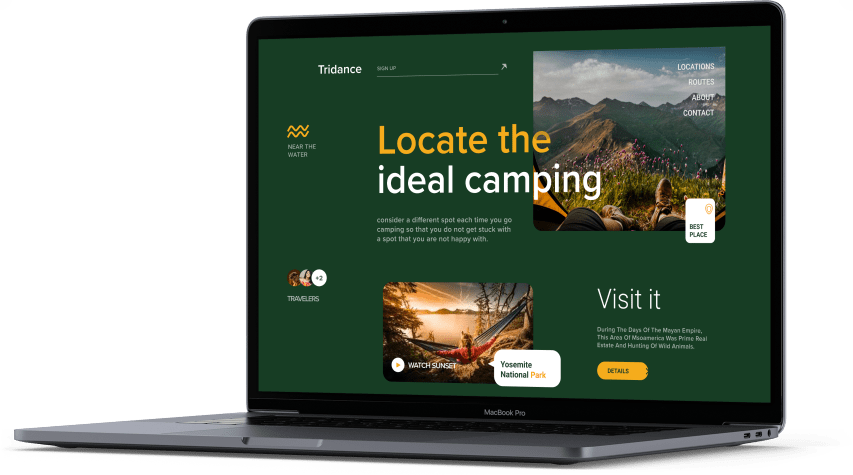 Tridance
SIGN UP
LOCATIONS
ROUTES
ABOUT
CONTACT
NEAR THE
WATER
Locate the
ideal camping
consider a different spot each time you go
camping so that you do not get stuck with
a spot that you are not happy with.
BEST
PLACE
+2
TRAVELERS
WATCH SUNSET
Yosemite
National Park
Visit it
During The Days Of The Mayan Empire,
This Area Of Msoamerica Was Primo Real
Estate And Hunting Of Wild Animals.
DETAILS
MacBook Pro